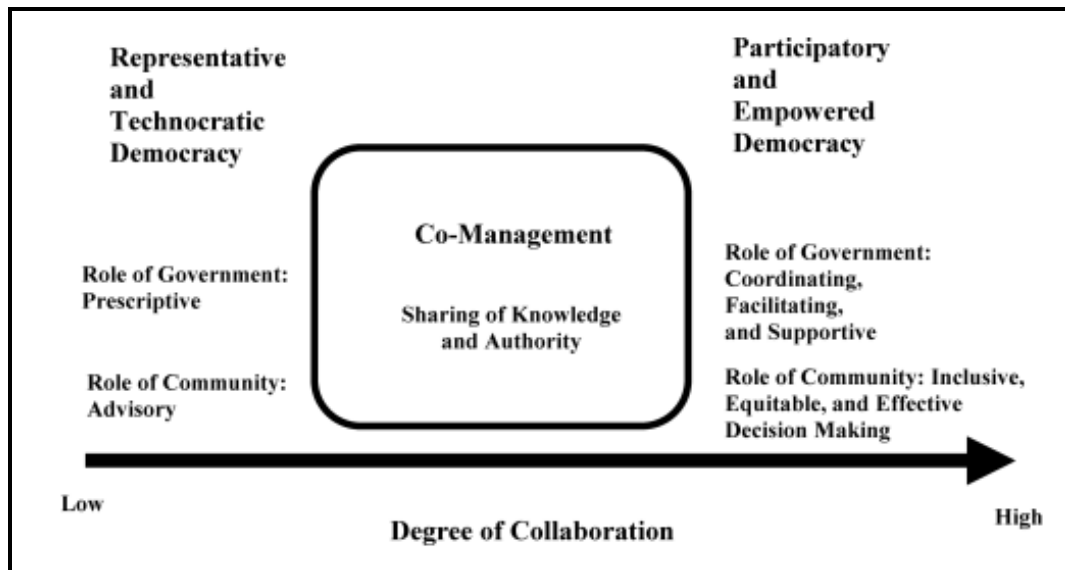 Representative
and
Technocratic
Democracy
Participatory
and
Empowered
Democracy
Co-Management
Sharing of Knowledge
and Authority
Role of Government:
Prescriptive
Role of Community:
Advisory
Role of Government:
Coordinating,
Facilitating,
and Supportive
Role of Community: Inclusive,
Equitable, and Effective
Decision Making
Low
High
Degree of Collaboration